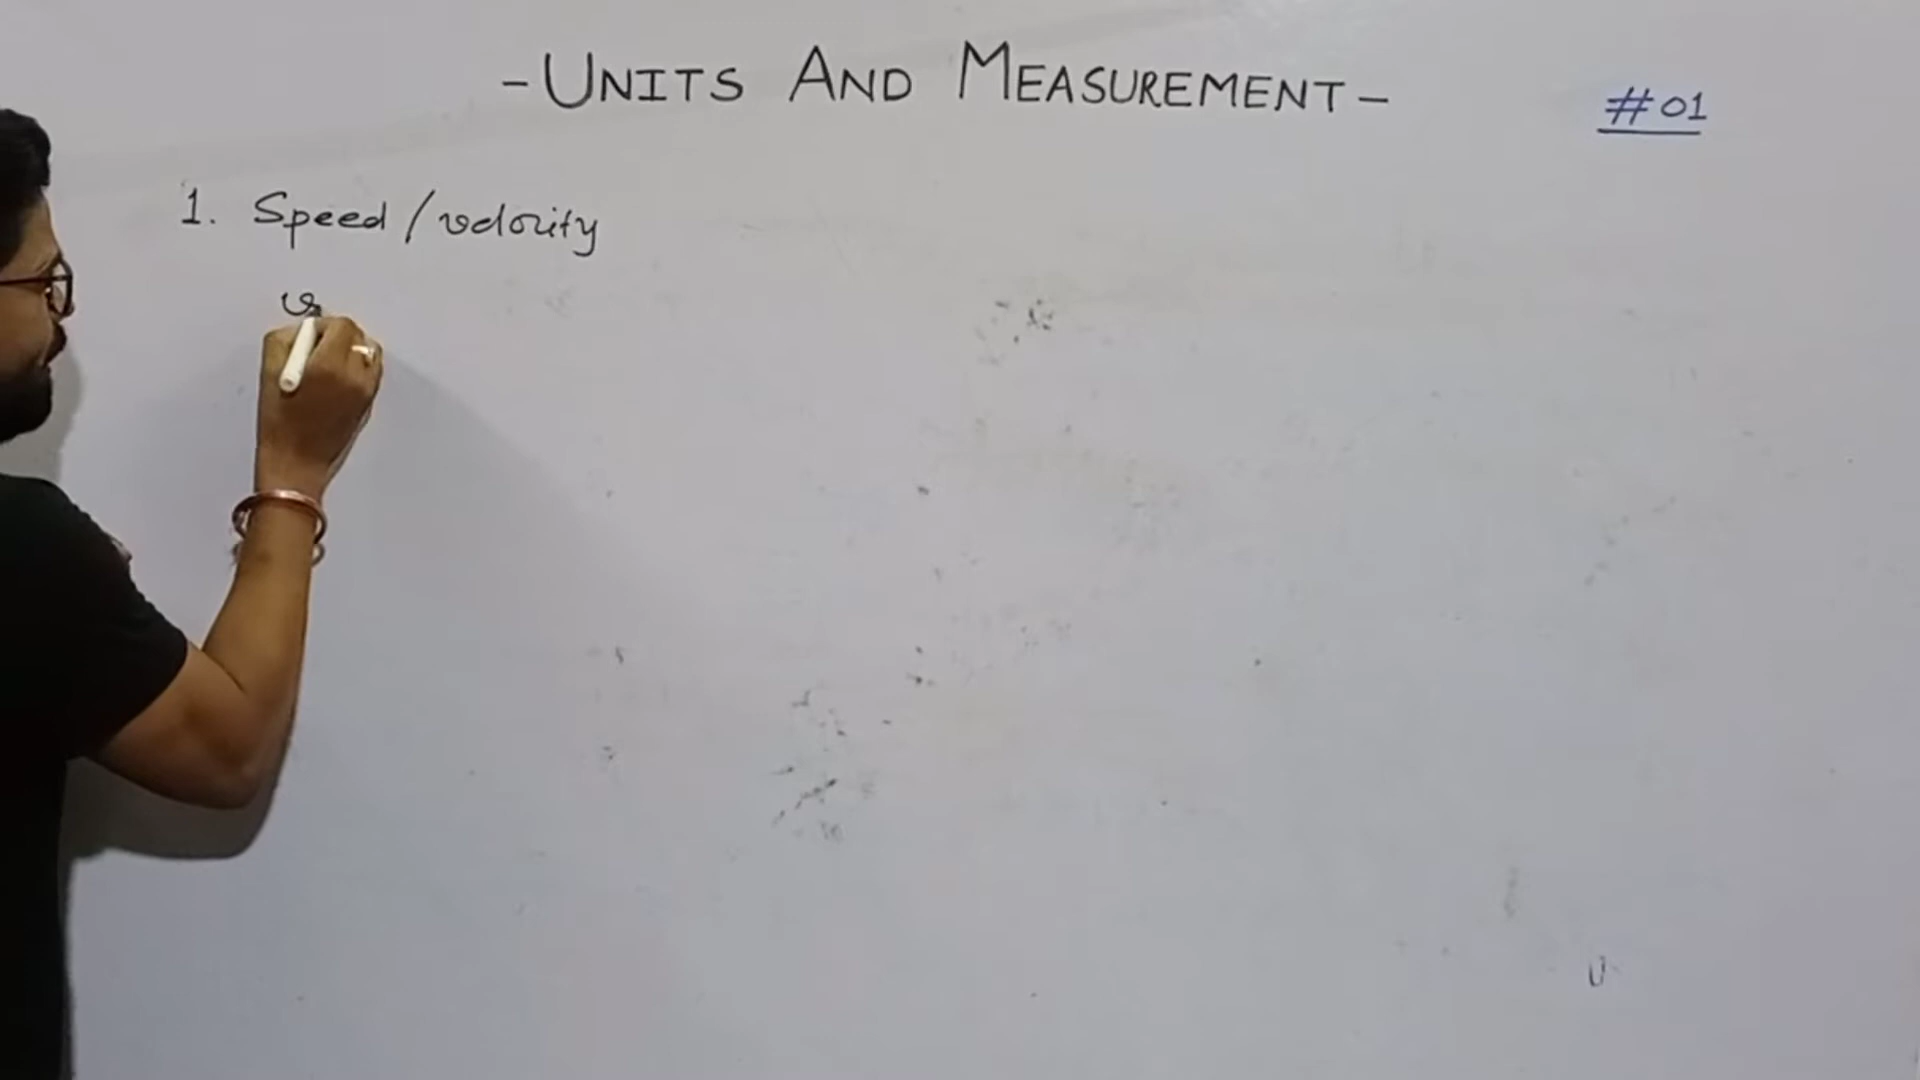 - UNITS AND MEASUREMENT -
#01
1. Speed / velocity
v
U